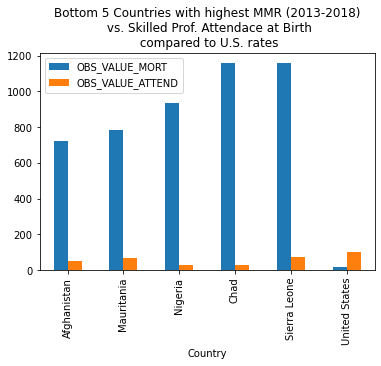 Bottom 5 Countries with highest MMR (2013-2018)
vs. Skilled Prof. Attendace at Birth
compared to U.S. rates
OBS_VALUE_MORT
OBS_VALUE_ATTEND
1200
1000
800
600
400
200
0
Afghanistan
Mauritania
Nigeria
Chad
Sierra Leone
United States
Country